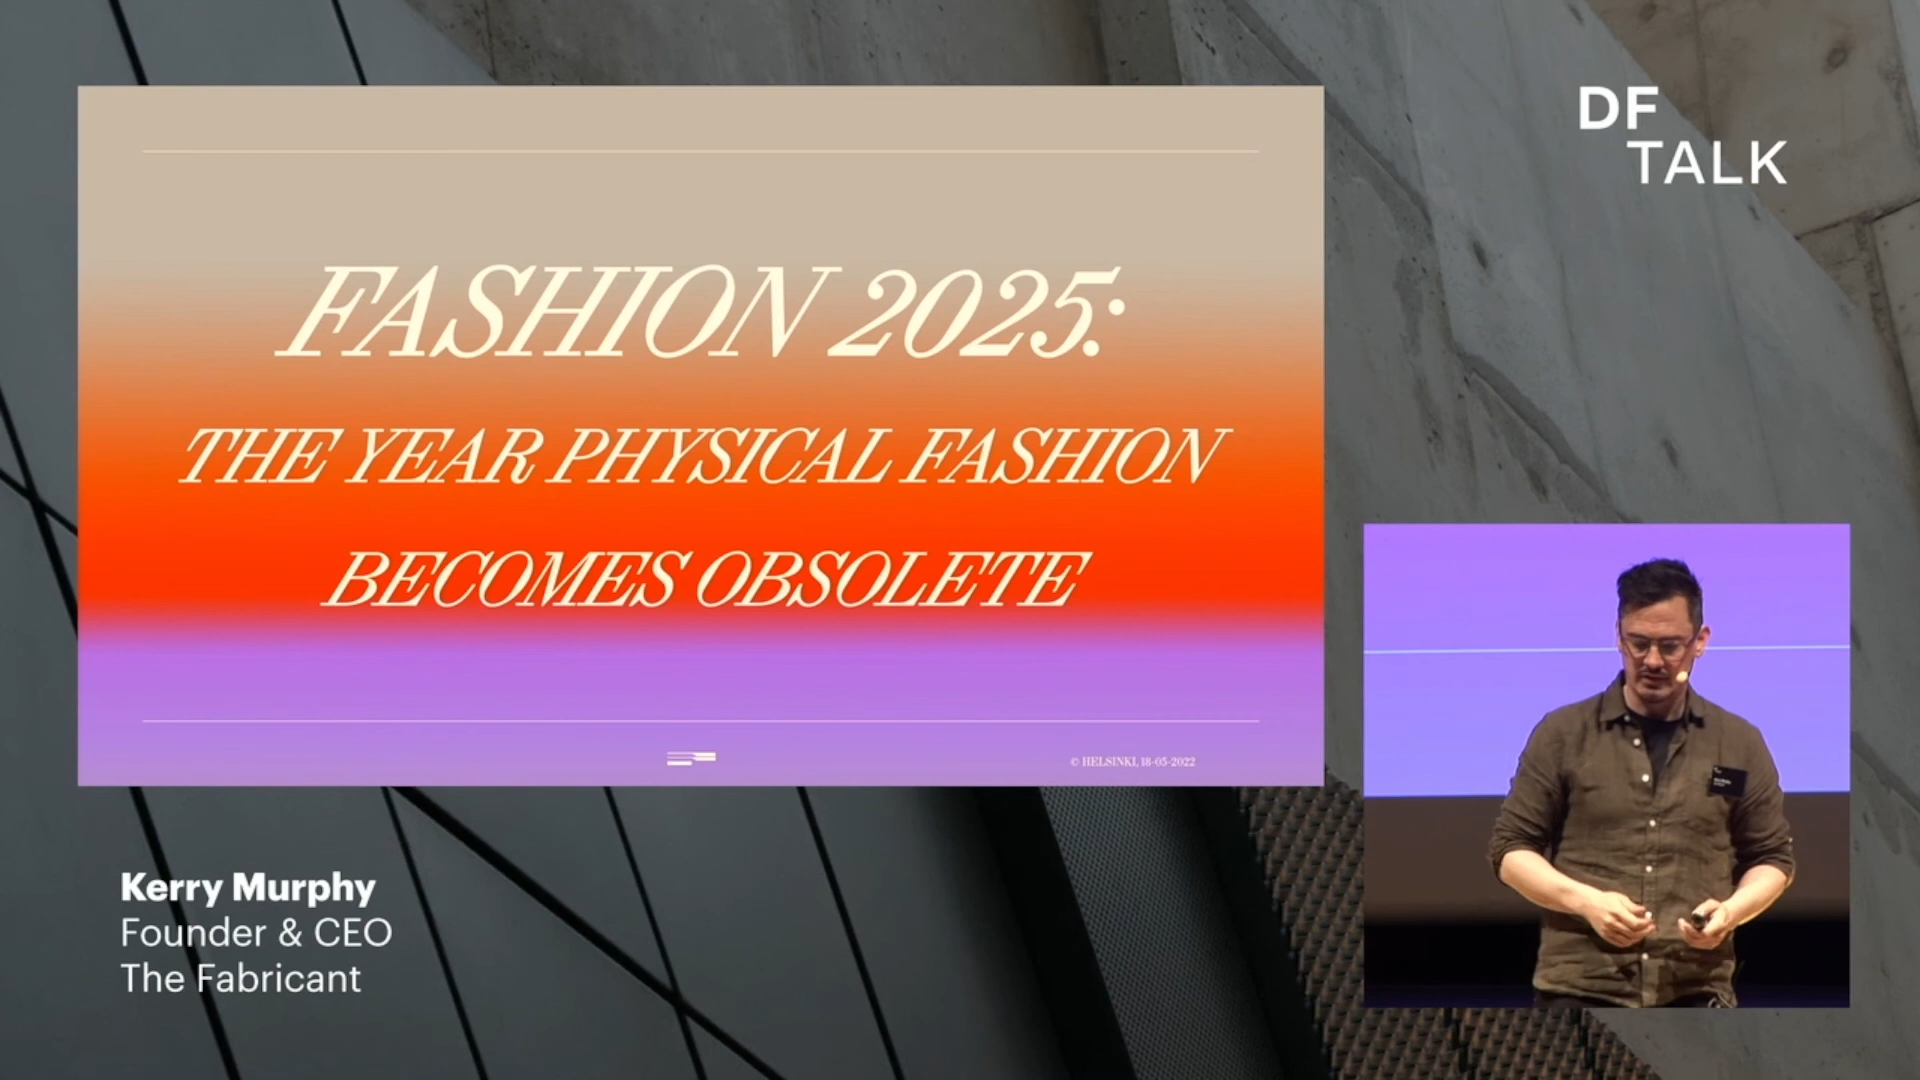 DF
TALK
FASHION 2025:
THE YEAR PHYSICAL FASHION
BECOMES OBSOLETE
© HELSINKI, 18-05-2022
Kerry Murphy
Founder & CEO
The Fabricant